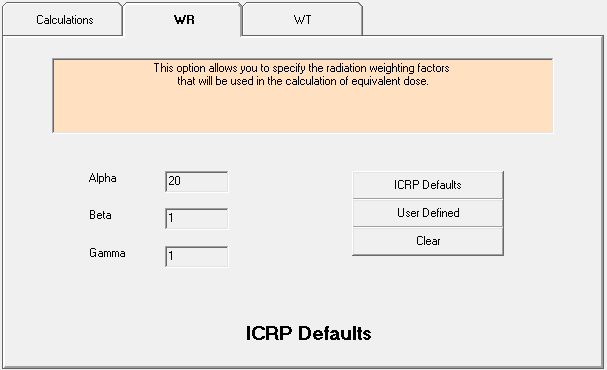 Calculations
WR
WT
This option allows you to specify the radiation weighting factors
that will be used in the calculation of equivalent dose.
Alpha
20
ICRP Defaults
Beta
1
User Defined
Gamma
1
Clear
ICRP Defaults